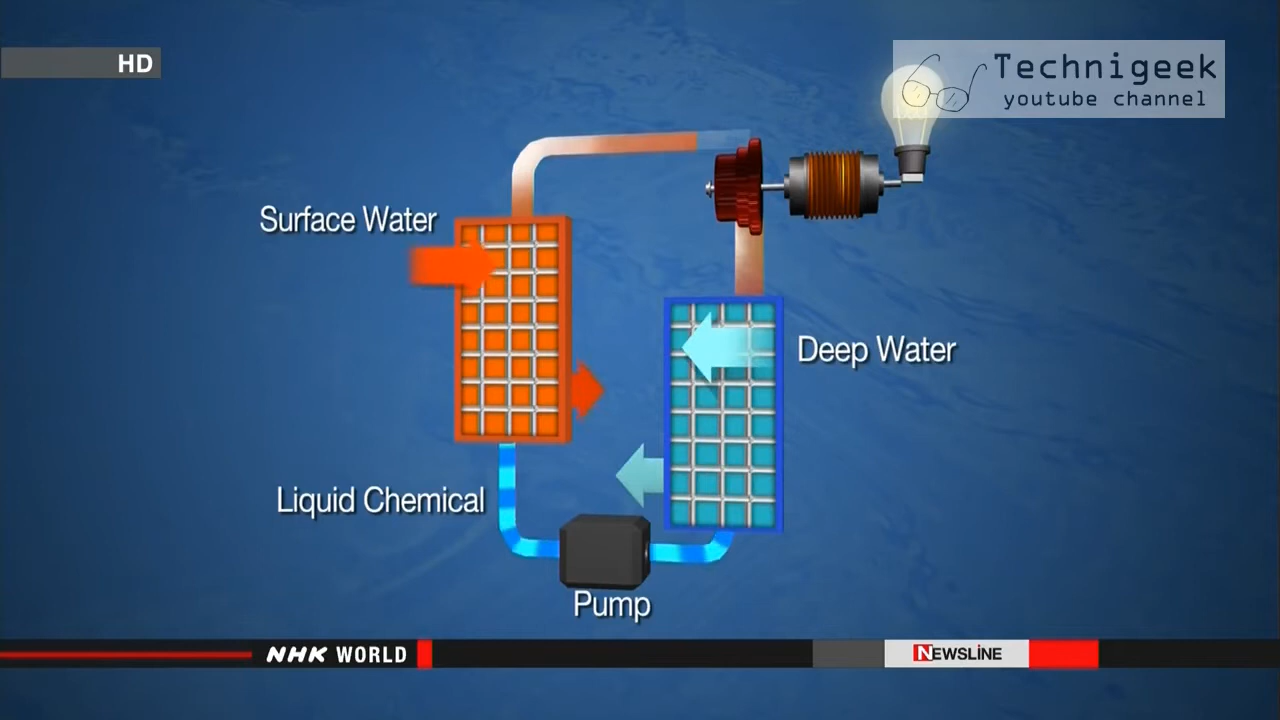 HD
Technigeek
youtube channel
Surface Water
Deep Water
Liquid Chemical
Pump
NHK WORLD
NEWSLINE